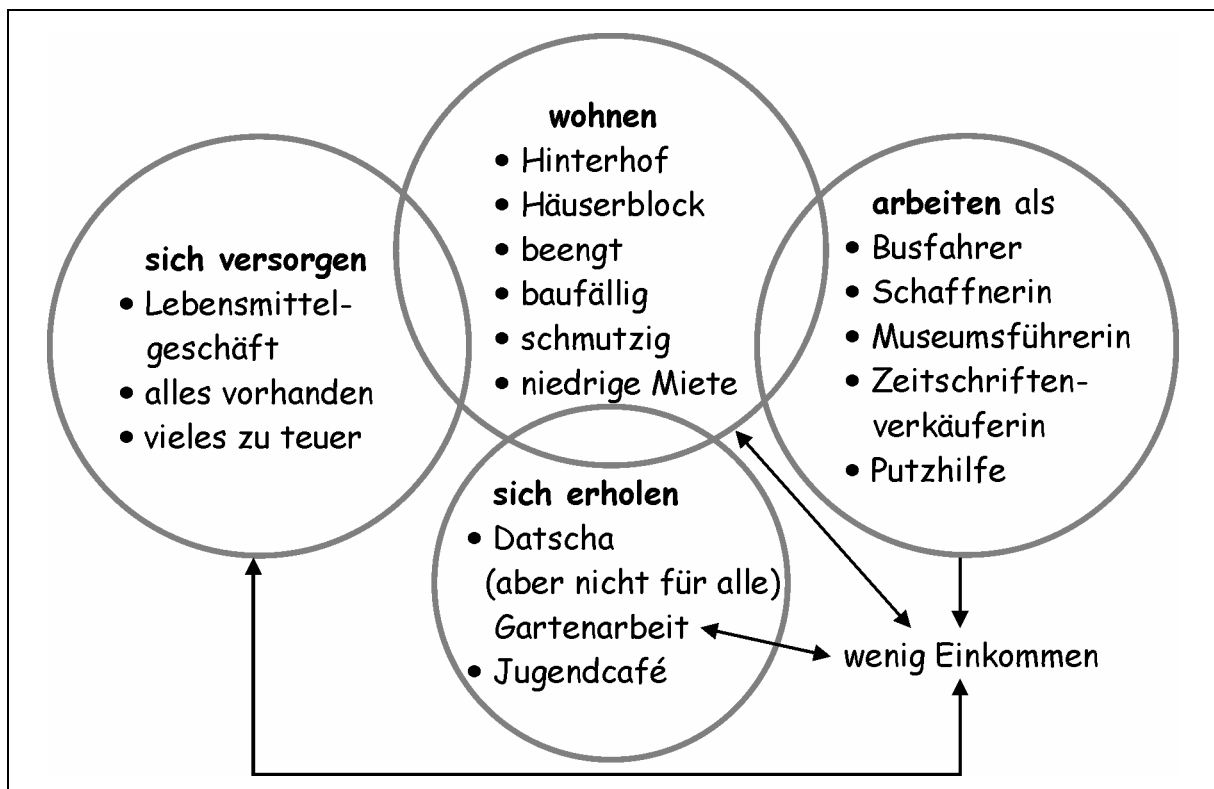 wohnen
• Hinterhof
• Häuserblock
• beengt
• baufällig
• schmutzig
• niedrige Miete
sich versorgen
• Lebensmittel-
geschäft
• alles vorhanden
• vieles zu teuer
arbeiten als
• Busfahrer
• Schaffnerin
• Museumsführerin
• Zeitschriften-
verkäuferin
• Putzhilfe
sich erholen
• Datscha
(aber nicht für alle)
Gartenarbeit
• Jugendcafé
wenig Einkommen